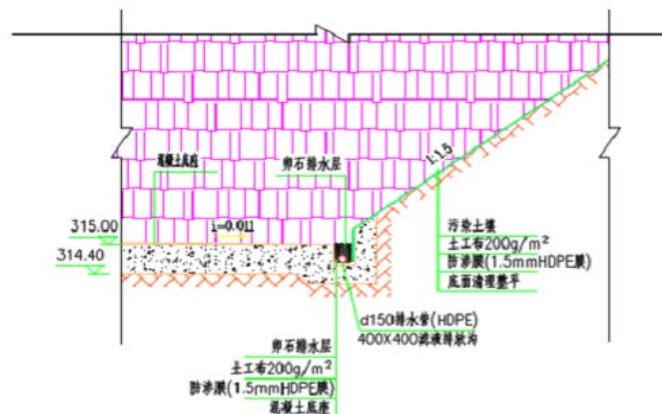 混凝土底座
卵石排水层
1:1.5
i=0.011
315.00
314.40
污染土壤
土工布200g/m²
防渗膜(1.5mmHDPE膜)
底面清理整平
d150排水管(HDPE)
400X400滤液排放沟
卵石排水层
土工布200g/m²
防渗膜(1.5mmHDPE膜)
混凝土底座